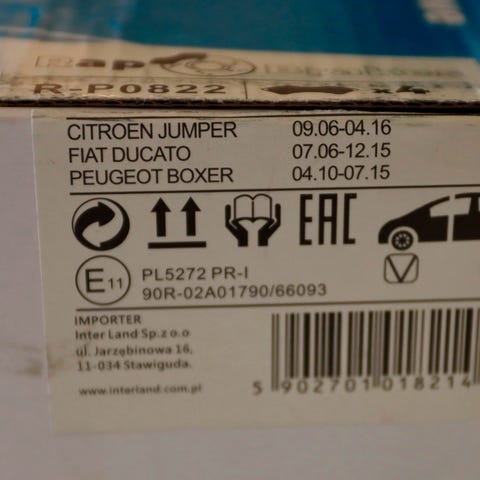 R-P0822 x4
CITROEN JUMPER 09.06-04.16
FIAT DUCATO 07.06-12.15
PEUGEOT BOXER 04.10-07.15
EAC
E11 PL5272 PR-I
90R-02A01790/66093
IMPORTER
Inter Land Sp.z o.o
ul. Jarzębinowa 16,
11-034 Stawiguda.
www.interland.com.pl
5 902701 018214